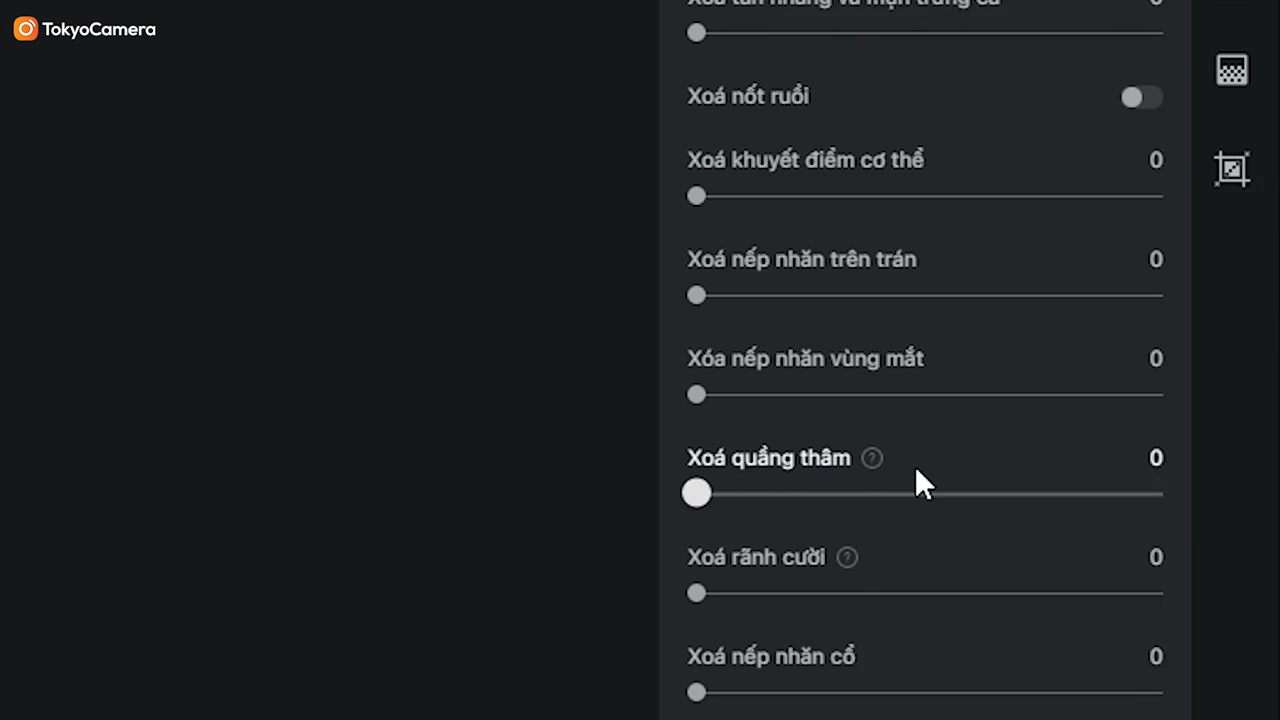 TokyoCamera
0
Xoá nốt ruồi
Xoá khuyết điểm cơ thể 0
Xoá nếp nhăn trên trán 0
Xóa nếp nhăn vùng mắt 0
Xoá quầng thâm ? 0
Xoá rãnh cười ? 0
Xoá nếp nhăn cổ 0